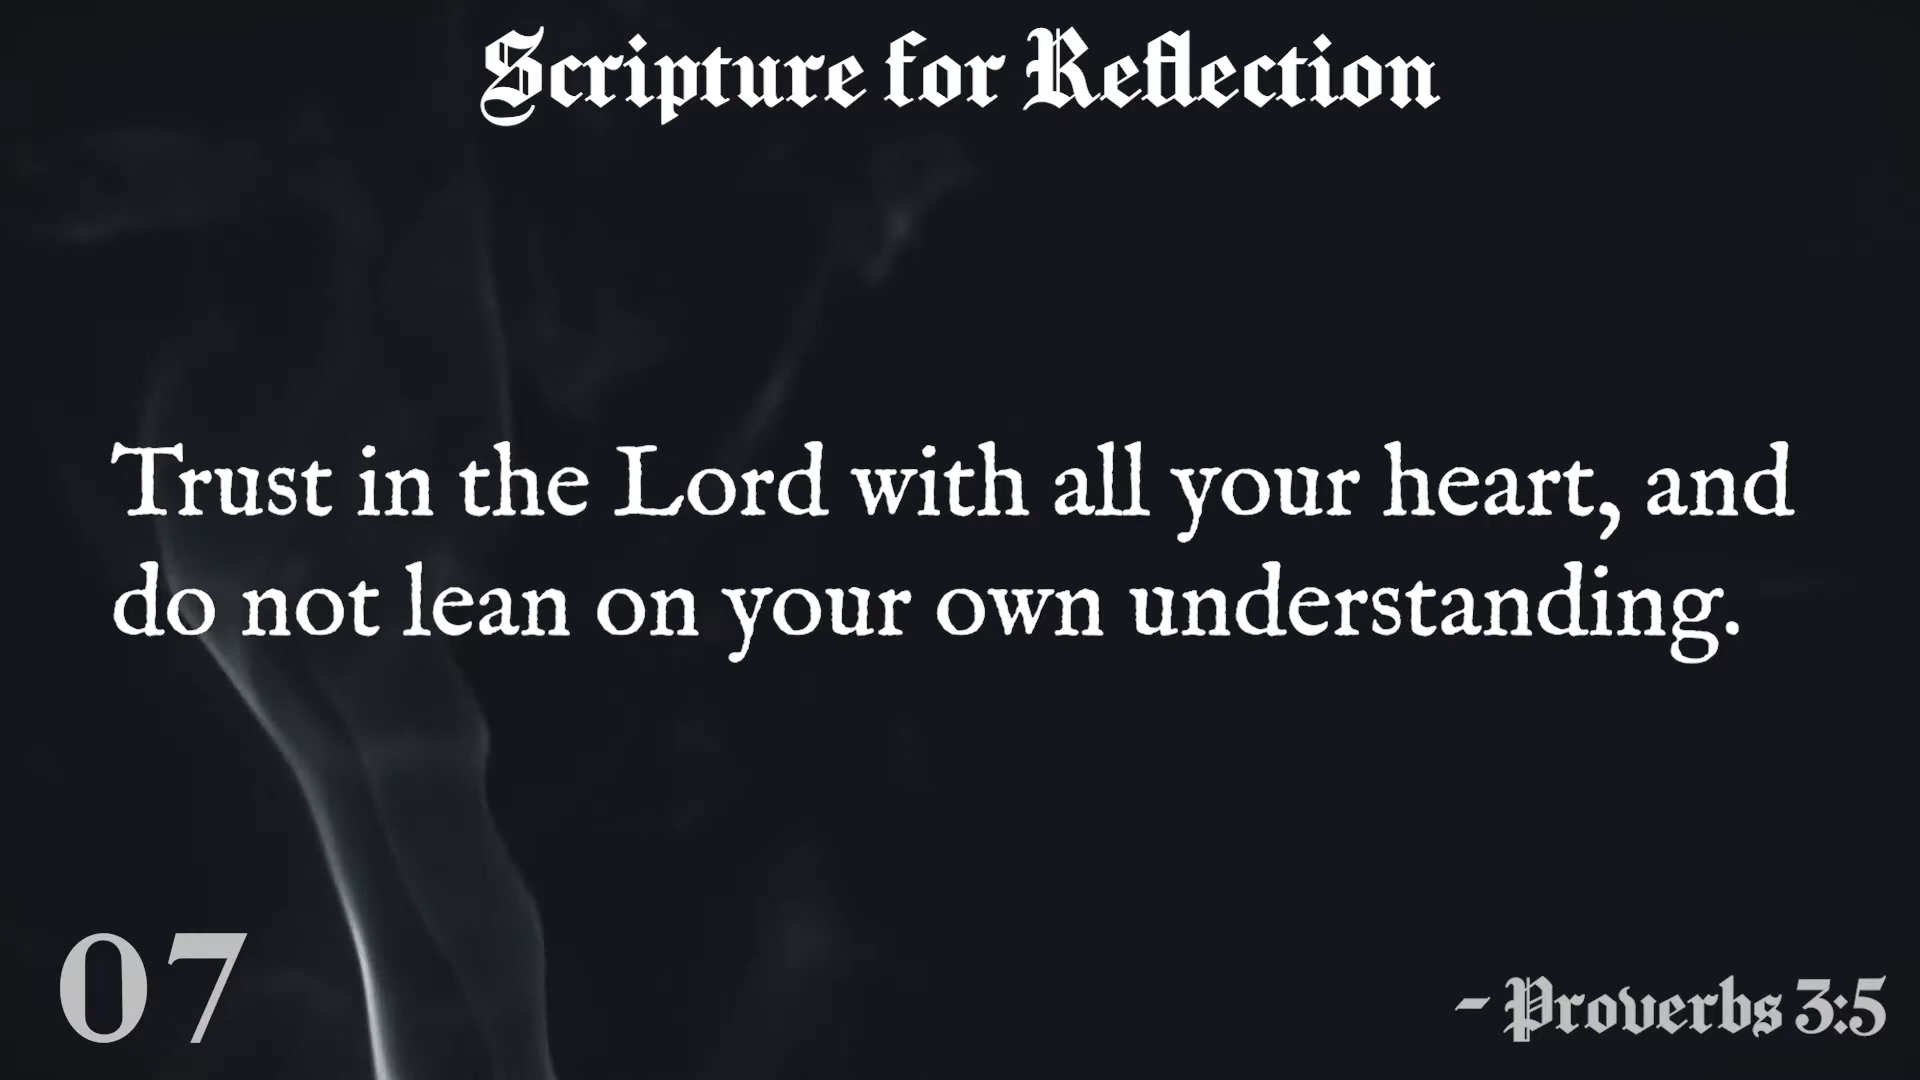 Scripture for Reflection
Trust in the Lord with all your heart, and
do not lean on your own understanding.
07
- Proverbs 3:5